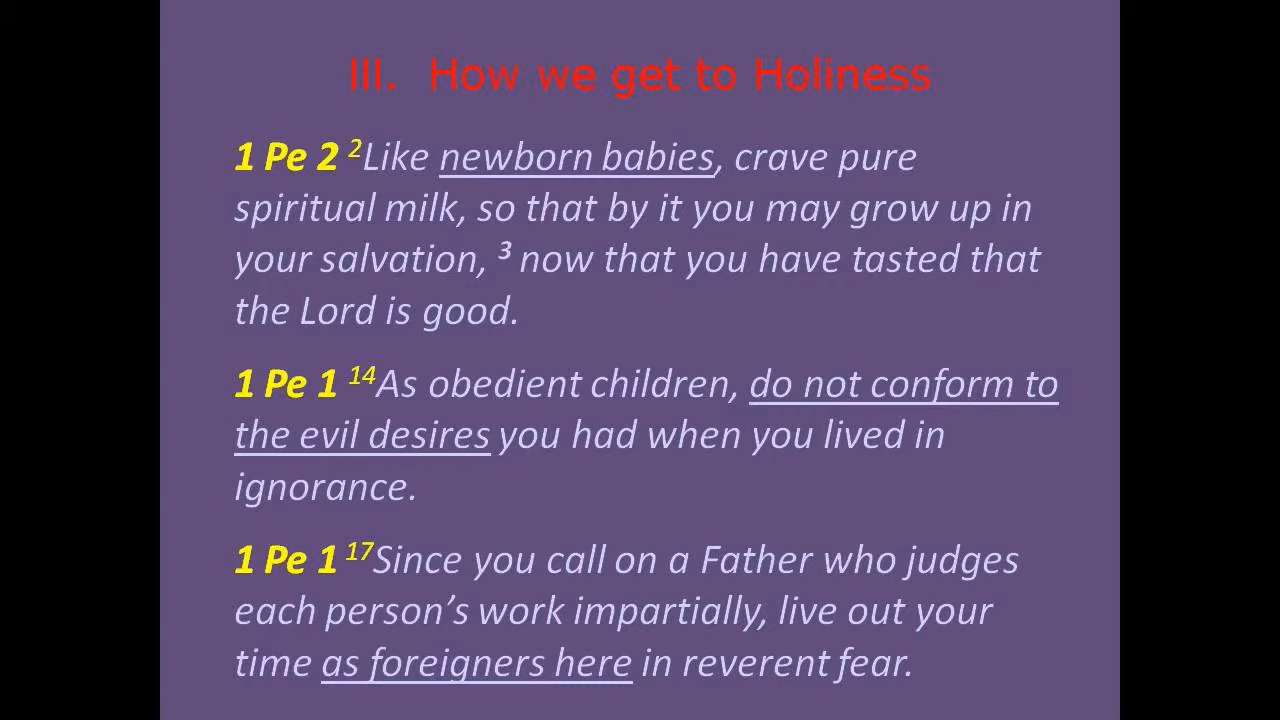 III. How we get to Holiness
1 Pe 2 ²Like newborn babies, crave pure
spiritual milk, so that by it you may grow up in
your salvation, ³ now that you have tasted that
the Lord is good.
1 Pe 1 ¹⁴As obedient children, do not conform to
the evil desires you had when you lived in
ignorance.
1 Pe 1 ¹⁷Since you call on a Father who judges
each person’s work impartially, live out your
time as foreigners here in reverent fear.